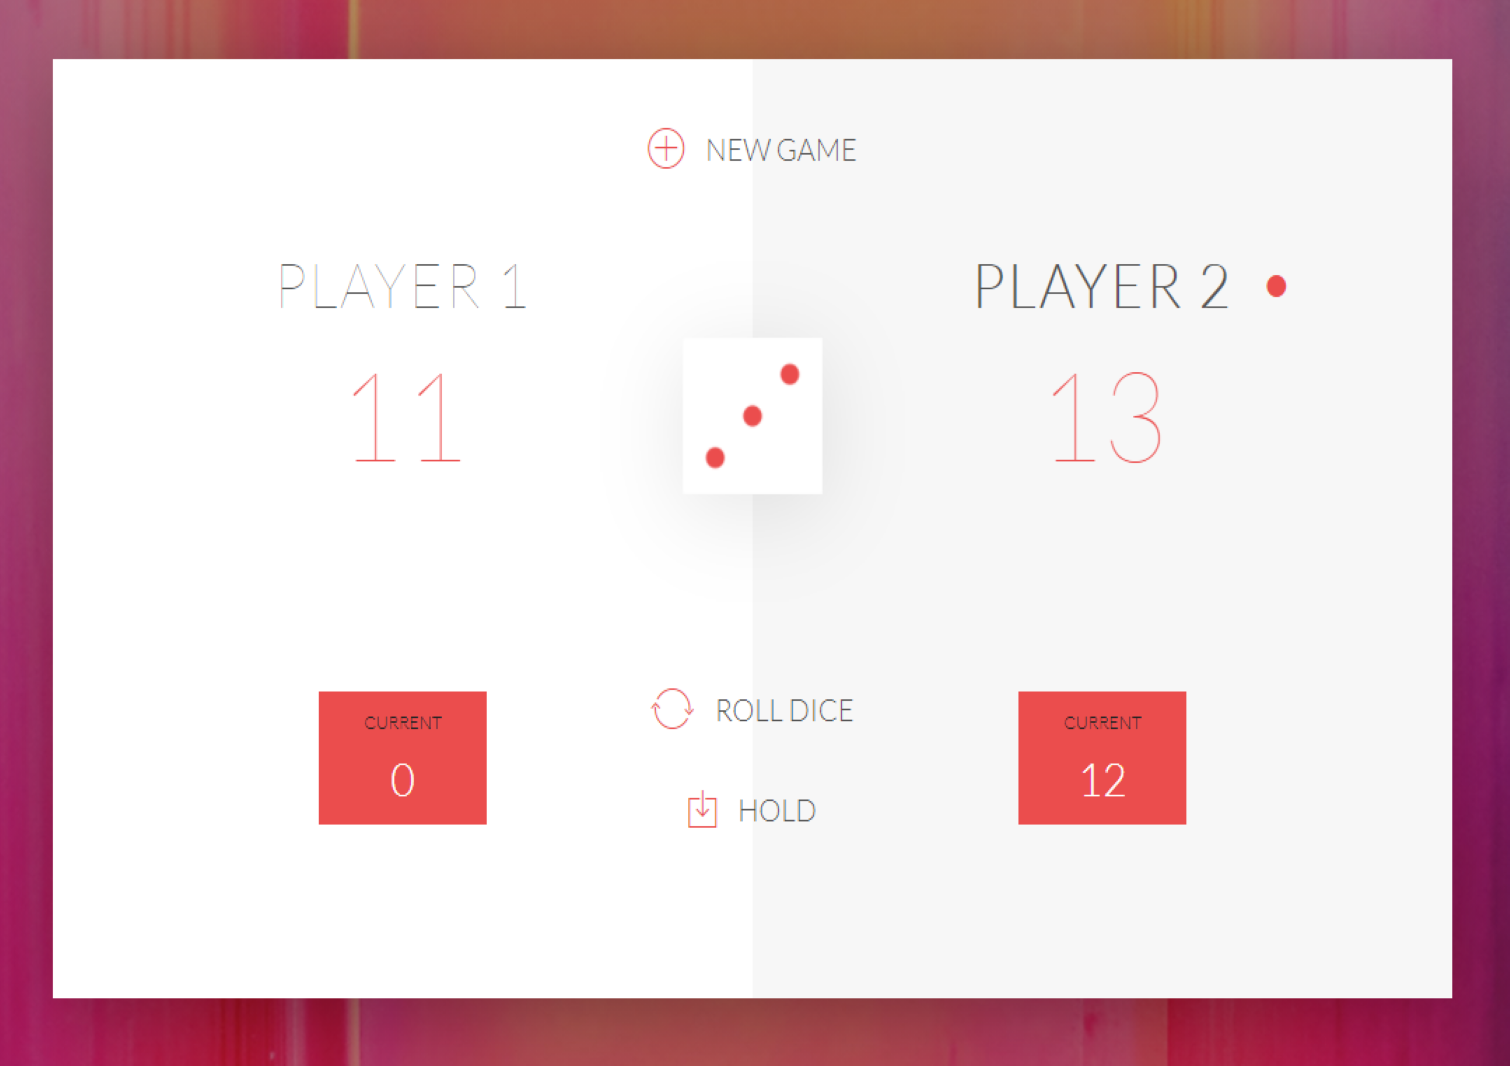 NEW GAME
PLAYER 1
11
PLAYER 2
13
CURRENT
0
ROLL DICE
HOLD
CURRENT
12